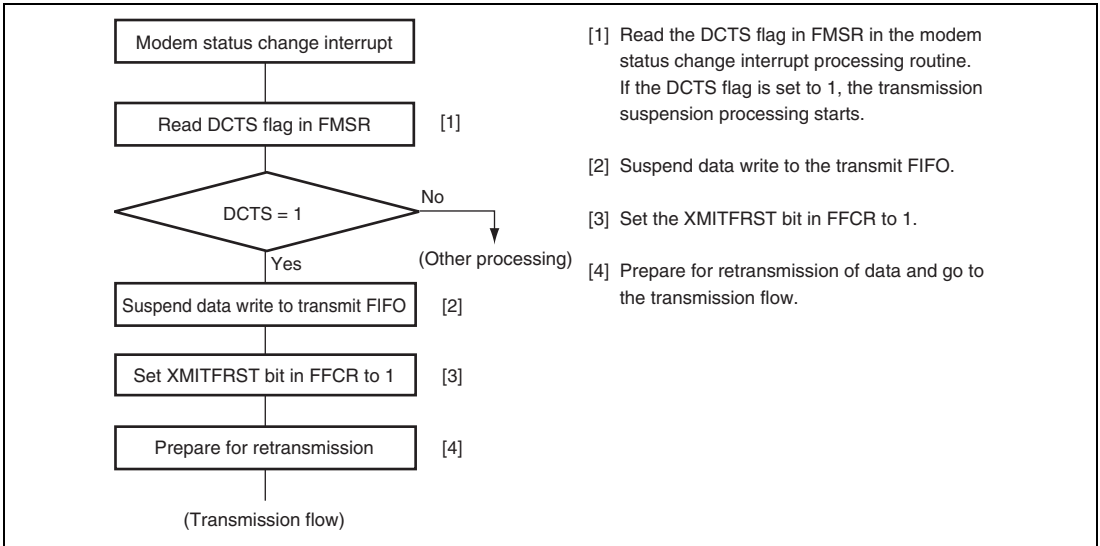 Modem status change interrupt
Read DCTS flag in FMSR
[1]
DCTS = 1
No
Yes
(Other processing)
Suspend data write to transmit FIFO
[2]
Set XMITFRST bit in FFCR to 1
[3]
Prepare for retransmission
[4]
(Transmission flow)
[1] Read the DCTS flag in FMSR in the modem
status change interrupt processing routine.
If the DCTS flag is set to 1, the transmission
suspension processing starts.
[2] Suspend data write to the transmit FIFO.
[3] Set the XMITFRST bit in FFCR to 1.
[4] Prepare for retransmission of data and go to
the transmission flow.